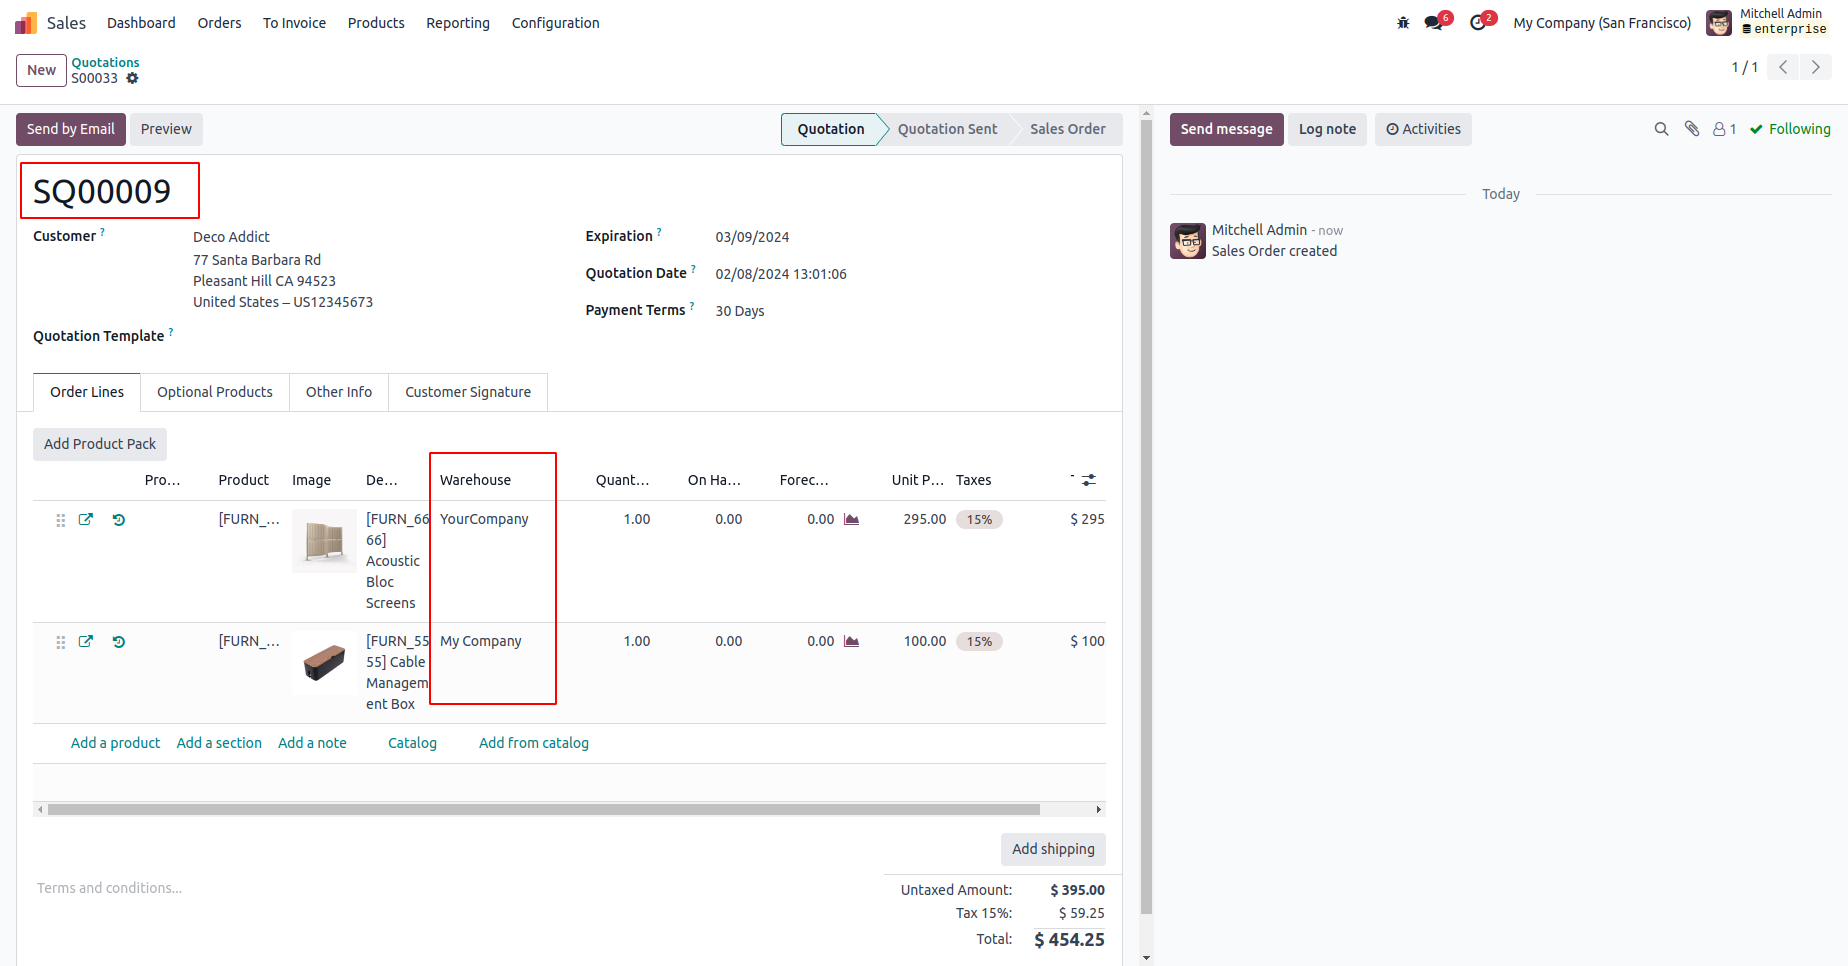 Sales Dashboard Orders To Invoice Products Reporting Configuration 6 2 My Company (San Francisco) Mitchell Admin
enterprise
New Quotations
S00033 1 / 1
Send by Email Preview Quotation Quotation Sent Sales Order Send message Log note Activities 1 Following
SQ00009
Today
Customer ? Deco Addict Expiration ? 03/09/2024 Mitchell Admin - now
77 Santa Barbara Rd Sales Order created
Pleasant Hill CA 94523 Quotation Date ? 02/08/2024 13:01:06
United States – US12345673 Payment Terms ? 30 Days
Quotation Template ?
Order Lines Optional Products Other Info Customer Signature
Add Product Pack
Pro... Product Image De... Warehouse Quant... On Ha... Forec... Unit P... Taxes
[FURN_... [FURN_66 YourCompany 1.00 0.00 0.00 295.00 15% $ 295
66]
Acoustic
Bloc
Screens
[FURN_... [FURN_55 My Company 1.00 0.00 0.00 100.00 15% $ 100
55] Cable
Managem
ent Box
Add a product Add a section Add a note Catalog Add from catalog
Add shipping
Terms and conditions... Untaxed Amount: $ 395.00
Tax 15%: $ 59.25
Total: $ 454.25